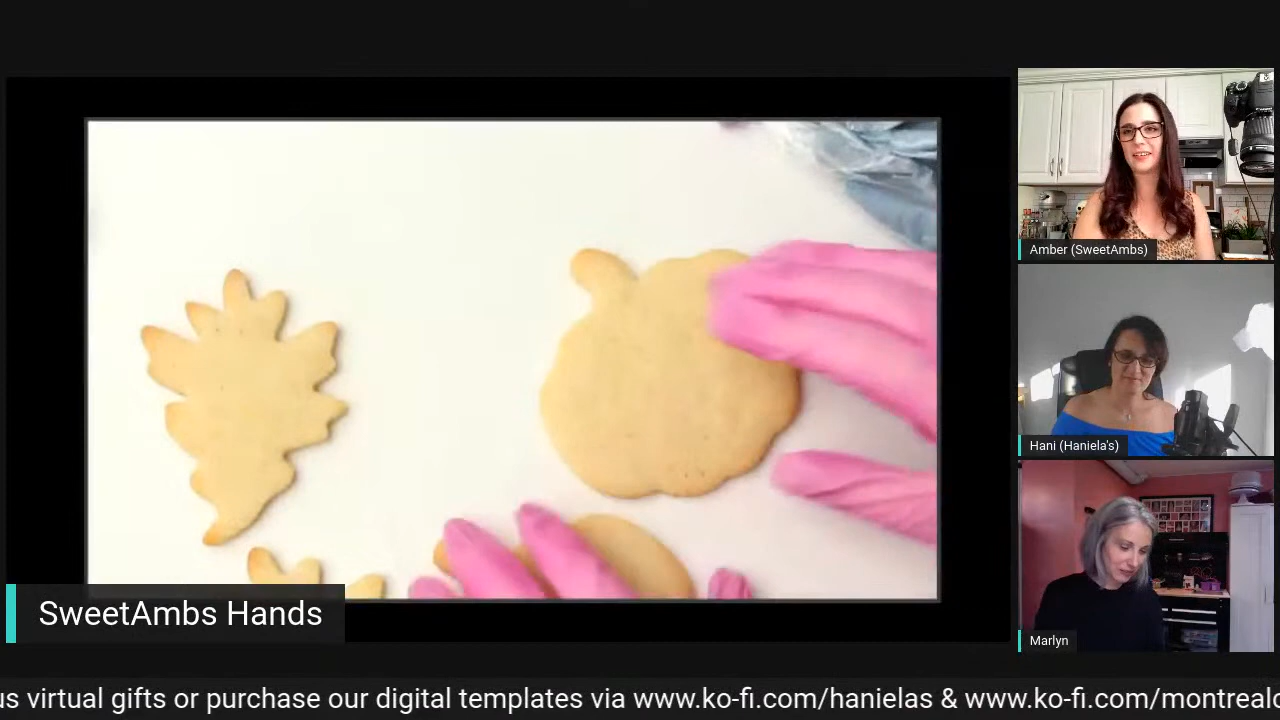 Amber (SweetAmbs)
Hani (Haniela's)
SweetAmbs Hands
Marlyn
us virtual gifts or purchase our digital templates via www.ko-fi.com/hanielas & www.ko-fi.com/montrealc